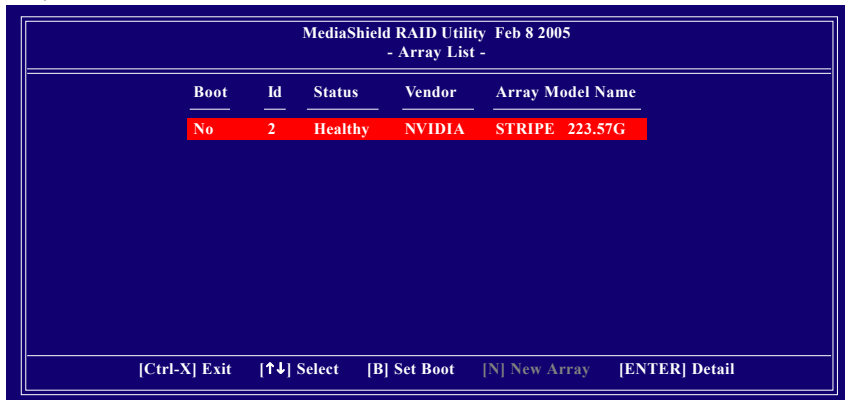 MediaShield RAID Utility Feb 8 2005
- Array List -
Boot Id Status Vendor Array Model Name
No 2 Healthy NVIDIA STRIPE 223.57G
[Ctrl-X] Exit [↑↓] Select [B] Set Boot [N] New Array [ENTER] Detail